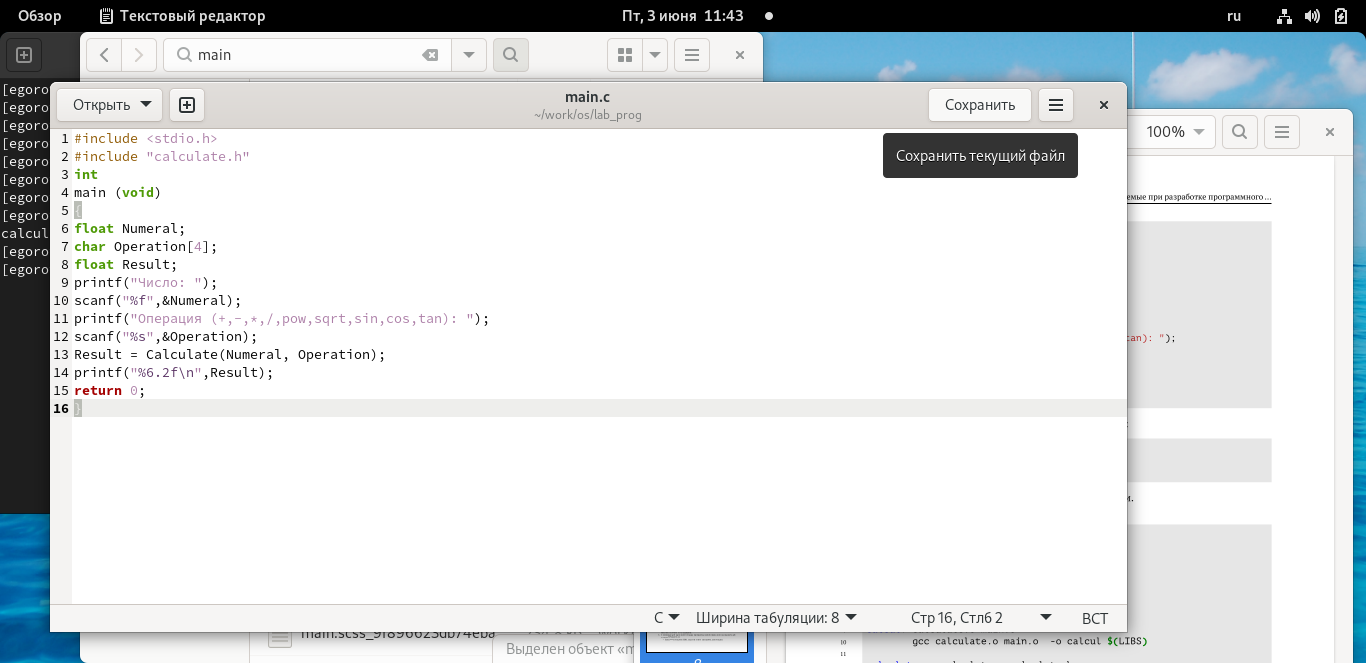 Обзор
Текстовый редактор
Пт, 3 июня 11:43
ru
main
[egoro
[egoro
[egoro
[egoro
[egoro
[egoro
[egoro
[egoro
calcul
[egoro
[egoro
Открыть
main.c
~/work/os/lab_prog
Сохранить
Сохранить текущий файл
1 #include <stdio.h>
2 #include "calculate.h"
3 int
4 main (void)
5 {
6 float Numeral;
7 char Operation[4];
8 float Result;
9 printf("Число: ");
10 scanf("%f",&Numeral);
11 printf("Операция (+,-,*,/,pow,sqrt,sin,cos,tan): ");
12 scanf("%s",&Operation);
13 Result = Calculate(Numeral, Operation);
14 printf("%6.2f\n",Result);
15 return 0;
16 }
C
Ширина табуляции: 8
Стр 16, Стлб 2
ВСТ
100%
емые при разработке программного ...
tan): ");
и.
Выделен объект «m
10 gcc calculate.o main.o -o calcul $(LIBS)
11